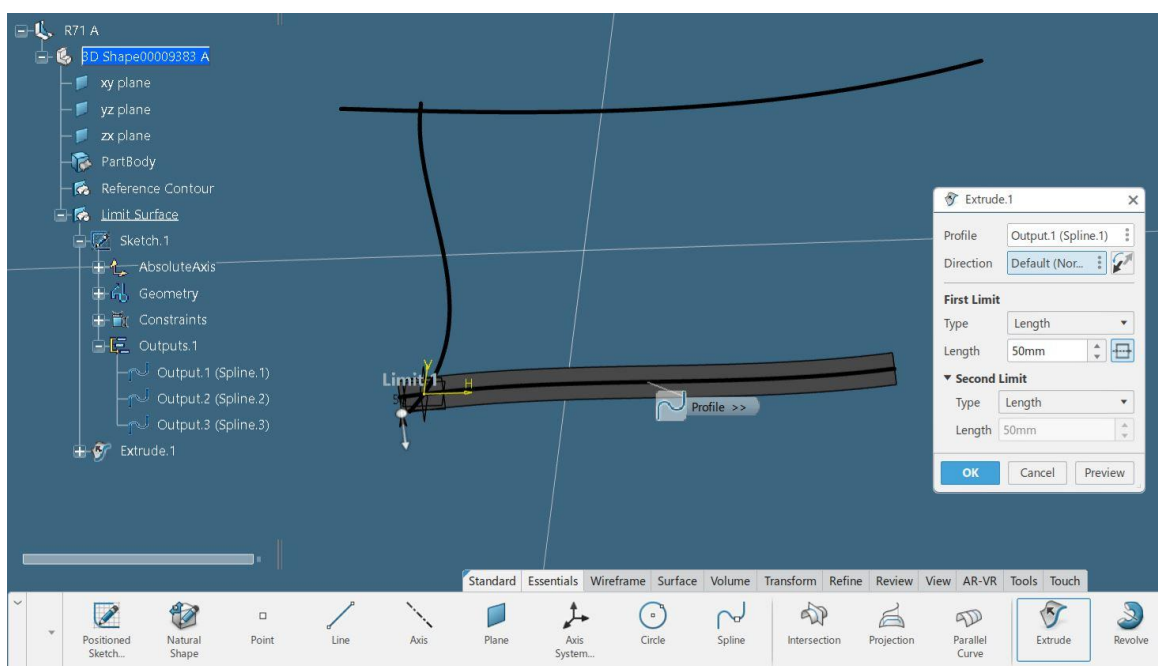 R71 A
3D Shape00009383 A
xy plane
yz plane
zx plane
PartBody
Reference Contour
Limit Surface
Sketch.1
AbsoluteAxis
Geometry
Constraints
Outputs.1
Output.1 (Spline.1)
Output.2 (Spline.2)
Output.3 (Spline.3)
Extrude.1
Limit 1
V
H
Profile >>
Extrude.1
Profile Output.1 (Spline.1)
Direction Default (Nor...
First Limit
Type Length
Length 50mm
Second Limit
Type Length
Length 50mm
OK Cancel Preview
Standard Essentials Wireframe Surface Volume Transform Refine Review View AR-VR Tools Touch
Positioned Sketch... Natural Shape Point Line Axis Plane Axis System... Circle Spline Intersection Projection Parallel Curve Extrude Revolve